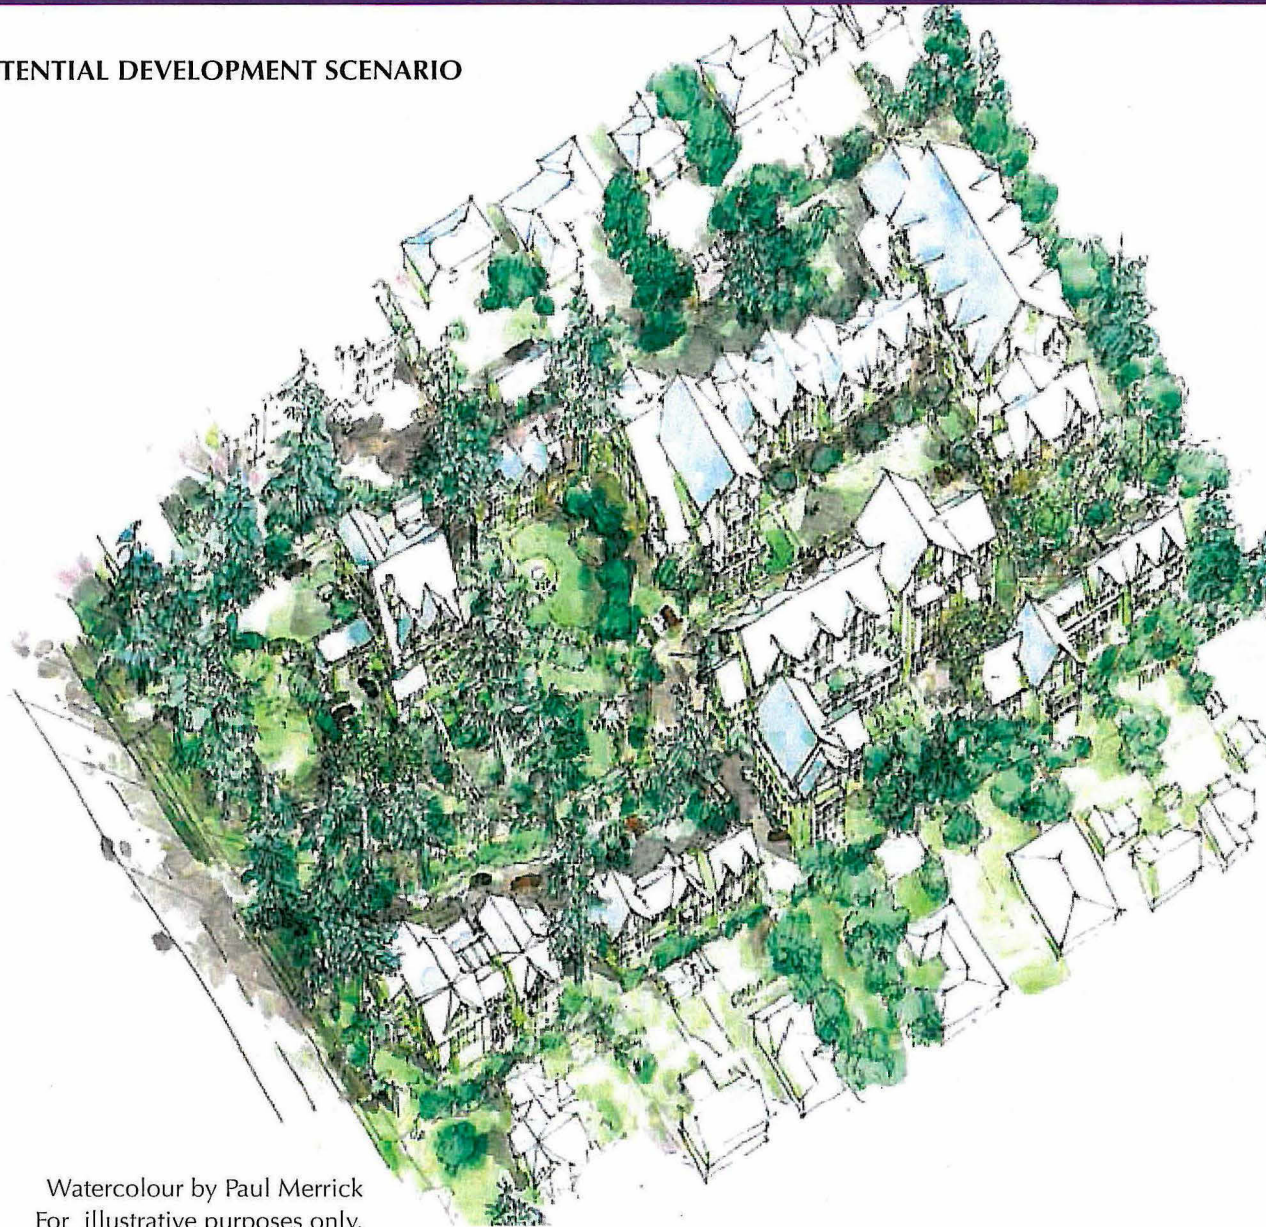 TENTIAL DEVELOPMENT SCENARIO
Watercolour by Paul Merrick
For illustrative purposes only.